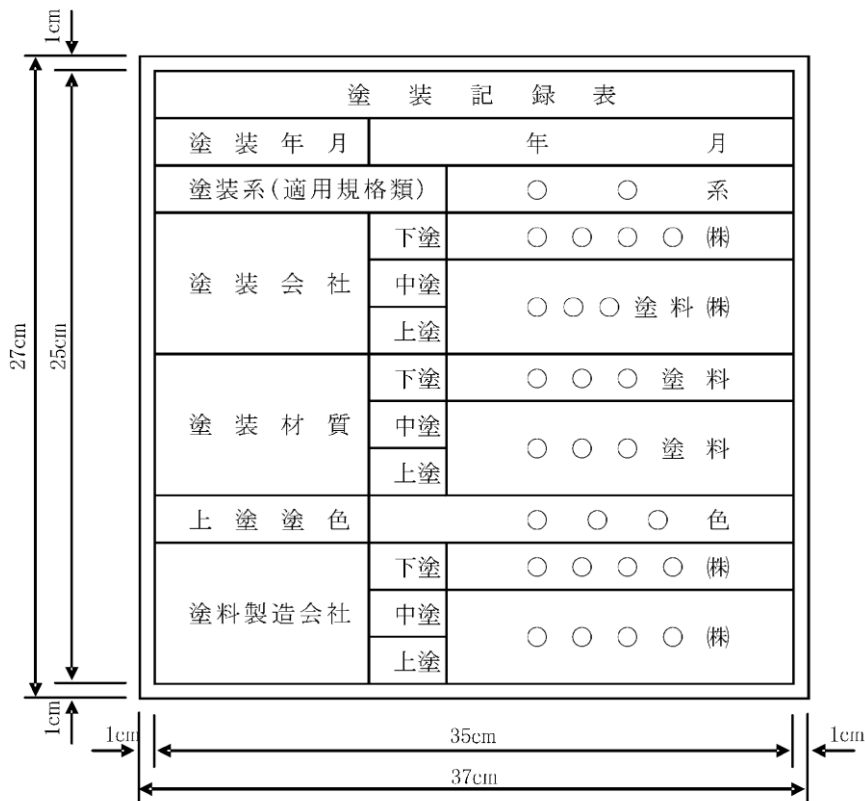 1cm
27cm
25cm
塗装記録表
塗装年月 年 月
塗装系(適用規格類) ○ ○ 系
塗装会社
下塗 ○○○○㈱
中塗
上塗
○○○塗料㈱
塗装材質
下塗 ○○○塗料
中塗
上塗
○○○塗料
上塗塗色 ○○○色
塗料製造会社
下塗 ○○○○㈱
中塗
上塗
○○○○㈱
1cm
1cm 35cm 1cm
37cm